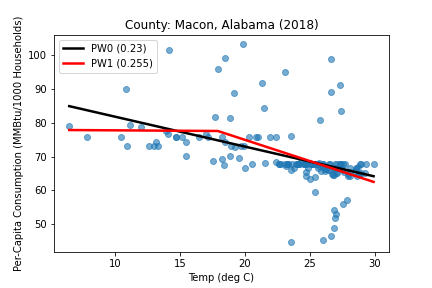 County: Macon, Alabama (2018)
PW0 (0.23)
PW1 (0.255)
Per-Capita Consumption (MMBtu/1000 Households)
100
90
80
70
60
50
10
15
20
25
30
Temp (deg C)